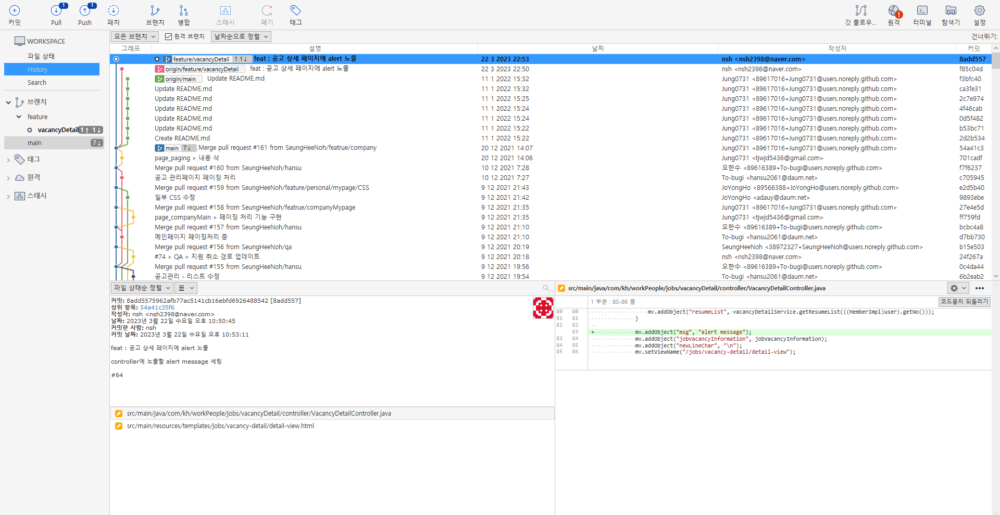 커밋
Pull
1
Push
1
패치
브랜치
병합
스태시
폐기
태그
깃 플로우...
원격
터미널
탐색기
설정
WORKSPACE
파일 상태
History
Search
브랜치
feature
vacancyDetail 1↑ 1↓
main 7↓
태그
원격
스태시
모든 브랜치
원격 브랜치
날짜순으로 정렬
건너뛰기:
그래프 설명 날짜 작성자 커밋
feature/vacancyDetail 1 1↓ feat : 공고 상세 페이지에 alert 노출 22 3 2023 22:53 nsh <nsh2398@naver.com> 8add557
origin/feature/vacancyDetail feat : 공고 상세 페이지에 alert 노출 22 3 2023 22:50 nsh <nsh2398@naver.com> f85c04d
origin/main Update README.md 11 1 2022 15:32 Jung0731 <89617016+Jung0731@users.noreply.github.com> f3bfc40
Update README.md 11 1 2022 15:32 Jung0731 <89617016+Jung0731@users.noreply.github.com> ca3fe31
Update README.md 11 1 2022 15:25 Jung0731 <89617016+Jung0731@users.noreply.github.com> 2c7e974
Update README.md 11 1 2022 15:24 Jung0731 <89617016+Jung0731@users.noreply.github.com> 4f46cab
Update README.md 11 1 2022 15:24 Jung0731 <89617016+Jung0731@users.noreply.github.com> 0d5f482
Update README.md 11 1 2022 15:22 Jung0731 <89617016+Jung0731@users.noreply.github.com> b53bc71
Create README.md 11 1 2022 15:22 Jung0731 <89617016+Jung0731@users.noreply.github.com> 2d2b534
main 7↓ Merge pull request #161 from SeungHeeNoh/featrue/company 20 12 2021 14:07 Jung0731 <89617016+Jung0731@users.noreply.github.com> 54a41c3
page_paging > 내용 삭 20 12 2021 14:06 Jung0731 <tjwjd5436@gmail.com> 701cadf
Merge pull request #160 from SeungHeeNoh/hansu 10 12 2021 7:28 오한수 <89616389+To-bugi@users.noreply.github.com> f7f6237
공고 관리페이지 페이징 처리 10 12 2021 7:27 To-bugi <hansu2061@daum.net> c705945
Merge pull request #159 from SeungHeeNoh/feature/personal/mypage/CSS 9 12 2021 21:43 JoYongHo <89566388+JoYongHo@users.noreply.github.com> e2d5b40
일부 CSS 수정 9 12 2021 21:42 JoYongHo <adauy@daum.net> 9893ebe
Merge pull request #158 from SeungHeeNoh/featrue/companyMypage 9 12 2021 21:35 Jung0731 <89617016+Jung0731@users.noreply.github.com> 27e4e5d
page_companyMain > 페이징 처리 기능 구현 9 12 2021 21:35 Jung0731 <tjwjd5436@gmail.com> ff759fd
Merge pull request #157 from SeungHeeNoh/hansu 9 12 2021 21:10 오한수 <89616389+To-bugi@users.noreply.github.com> bcbc4a8
메인페이지 페이징처리 중 9 12 2021 21:10 To-bugi <hansu2061@daum.net> d7bb730
Merge pull request #156 from SeungHeeNoh/qa 9 12 2021 20:19 SeungHeeNoh <38972327+SeungHeeNoh@users.noreply.github.com> b15e503
#74 > QA > 지원 취소 경로 업데이트 9 12 2021 20:18 nsh <nsh2398@naver.com> 24f267a
Merge pull request #155 from SeungHeeNoh/hansu 9 12 2021 19:56 오한수 <89616389+To-bugi@users.noreply.github.com> 0c4da44
공고관리 - 리스트 수정 9 12 2021 19:54 To-bugi <hansu2061@daum.net> 6b2eab2
파일 상태순 정렬
커밋: 8add5575962afb77ac5141cb16ebfd6926488542 [8add557]
상위 항목: 54a41c35f6
작성자: nsh <nsh2398@naver.com>
날짜: 2023년 3월 22일 수요일 오후 10:50:45
커밋한 사람: nsh
커밋 날짜: 2023년 3월 22일 수요일 오후 10:53:11
feat : 공고 상세 페이지에 alert 노출
controller에 노출할 alert message 세팅
#64
src/main/java/com/kh/workPeople/jobs/vacancyDetail/controller/VacancyDetailController.java
src/main/resources/templates/jobs/vacancy-detail/detail-view.html
src/main/java/com/kh/workPeople/jobs/vacancyDetail/controller/VacancyDetailController.java
1 부분 : 80-86 줄
코드뭉치 되돌리기
80 80 mv.addObject("resumeList", vacancyDetailService.getResumeList(((MemberImpl)user).getNo()));
81 81 }
82 82
83 + mv.addObject("msg", "alert message");
83 84 mv.addObject("jobVacancyInformation", jobVacancyInformation);
84 85 mv.addObject("newLineChar", "\n");
85 86 mv.setViewName("/jobs/vacancy-detail/detail-view");